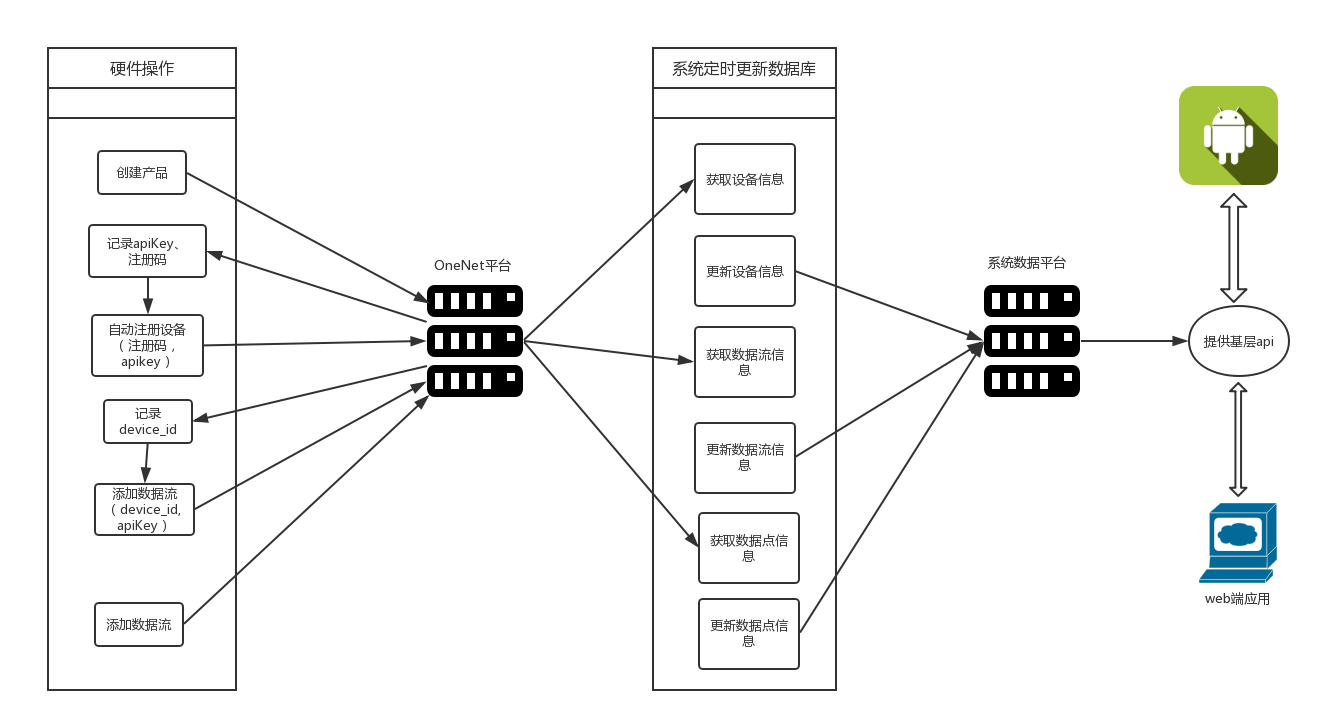 硬件操作
创建产品
记录apiKey、
注册码
自动注册设备
（注册码，
apikey）
记录
device_id
添加数据流
（device_id,
apiKey）
添加数据流
OneNet平台
系统定时更新数据库
获取设备信息
更新设备信息
获取数据流信
息
更新数据流信
息
获取数据点信
息
更新数据点信
息
系统数据平台
提供基层api
web端应用